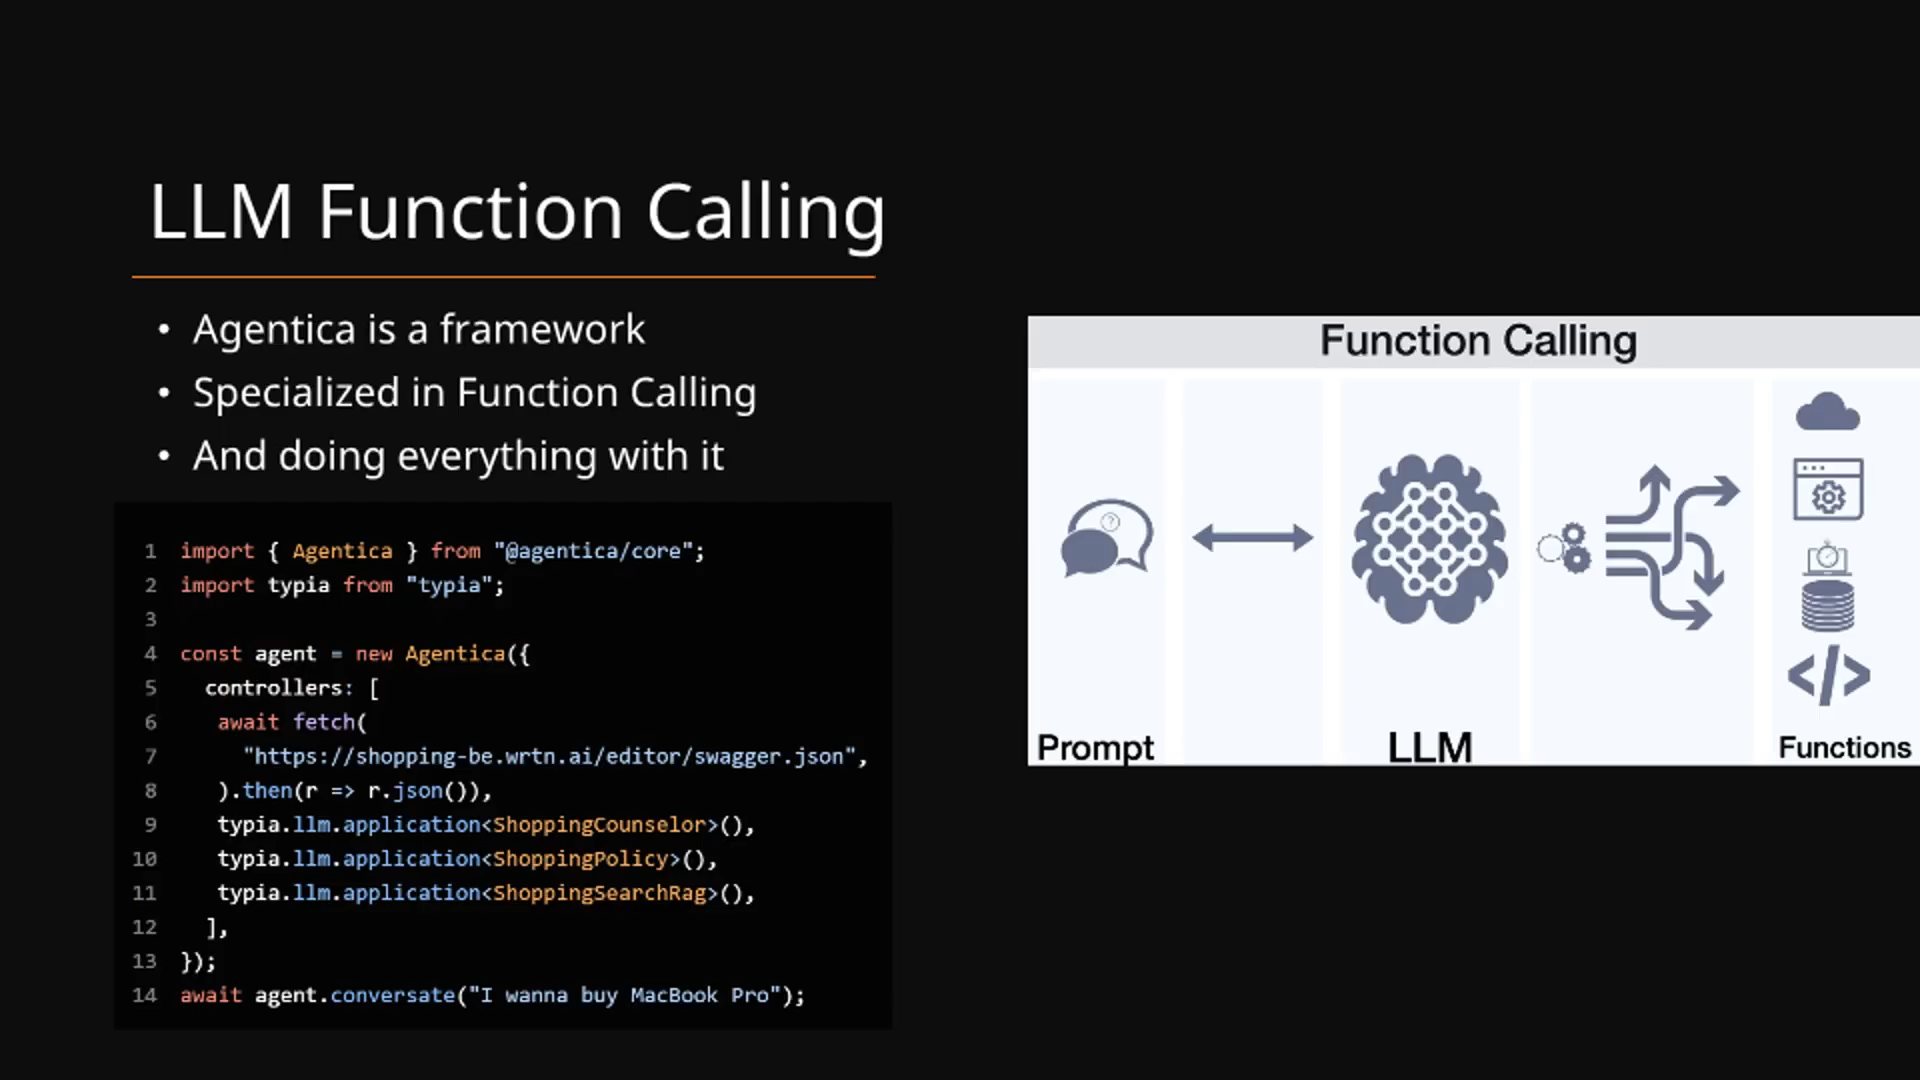 LLM Function Calling
• Agentica is a framework
• Specialized in Function Calling
• And doing everything with it
1 import { Agentica } from "@agentica/core";
2 import typia from "typia";
3
4 const agent = new Agentica({
5   controllers: [
6    await fetch(
7      "https://shopping-be.wrtn.ai/editor/swagger.json",
8    ).then(r => r.json()),
9    typia.llm.application<ShoppingCounselor>(),
10    typia.llm.application<ShoppingPolicy>(),
11    typia.llm.application<ShoppingSearchRag>(),
12   ],
13 });
14 await agent.conversate("I wanna buy MacBook Pro");
Function Calling
?
</>
Prompt
LLM
Functions